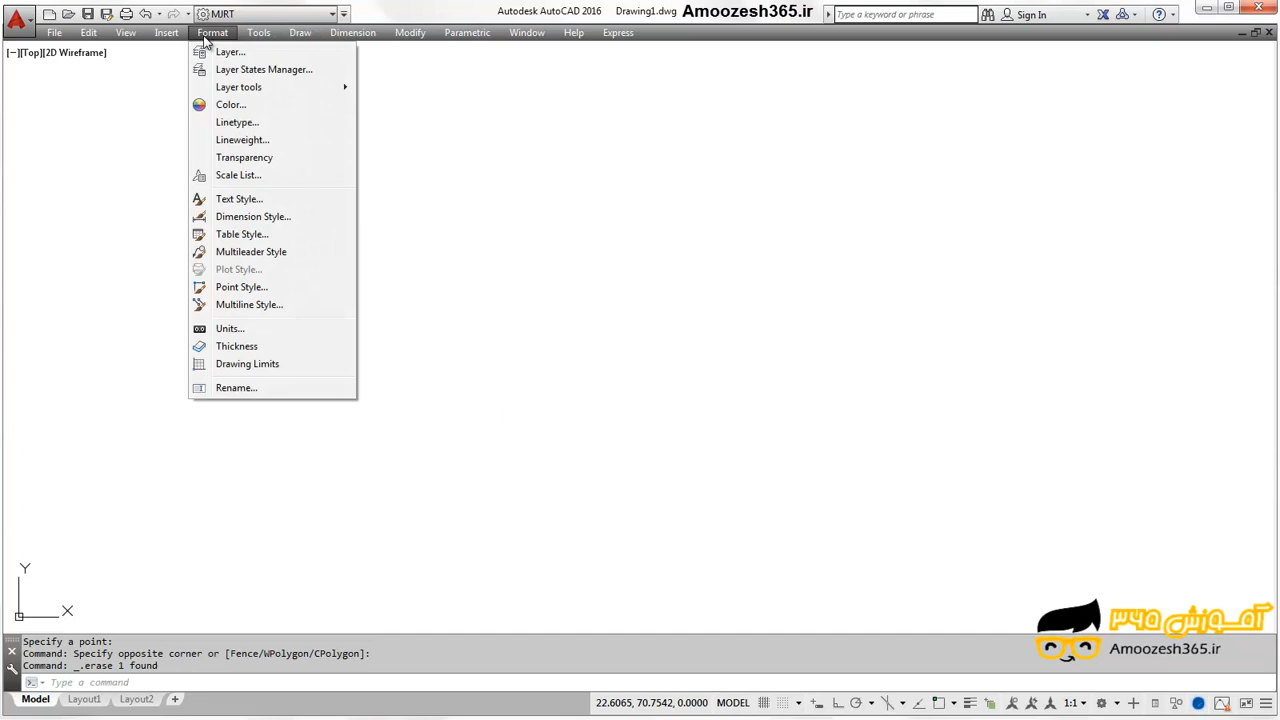 MJRT
Autodesk AutoCAD 2016 Drawing1.dwg
Amoozesh365.ir
Type a keyword or phrase
Sign In
File Edit View Insert Format Tools Draw Dimension Modify Parametric Window Help Express
[−][Top][2D Wireframe]
Layer...
Layer States Manager...
Layer tools
Color...
Linetype...
Lineweight...
Transparency
Scale List...
Text Style...
Dimension Style...
Table Style...
Multileader Style
Plot Style...
Point Style...
Multiline Style...
Units...
Thickness
Drawing Limits
Rename...
Y
X
آموزش ۳۶۵
Amoozesh365.ir
Specify a point:
Command: Specify opposite corner or [Fence/WPolygon/CPolygon]:
Command: _.erase 1 found
Type a command
Model Layout1 Layout2 +
22.6065, 70.7542, 0.0000 MODEL 1:1